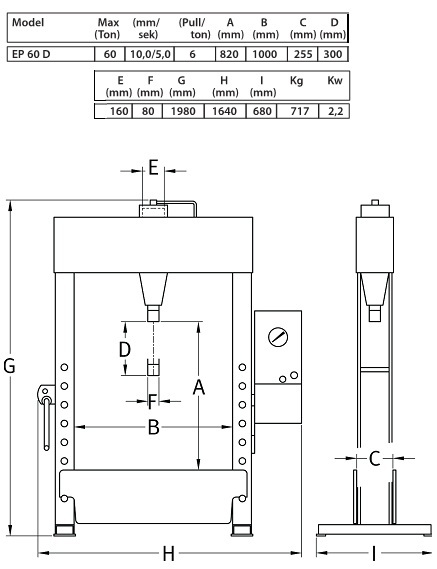 Model Max (mm/ (Pull/ A B C D
(Ton) sek) ton) (mm) (mm) (mm) (mm)
EP 60 D 60 10,0/5,0 6 820 1000 255 300
E F G H I Kg Kw
(mm) (mm) (mm) (mm) (mm)
160 80 1980 1640 680 717 2,2
E
D
G
A
F
B
C
H
I